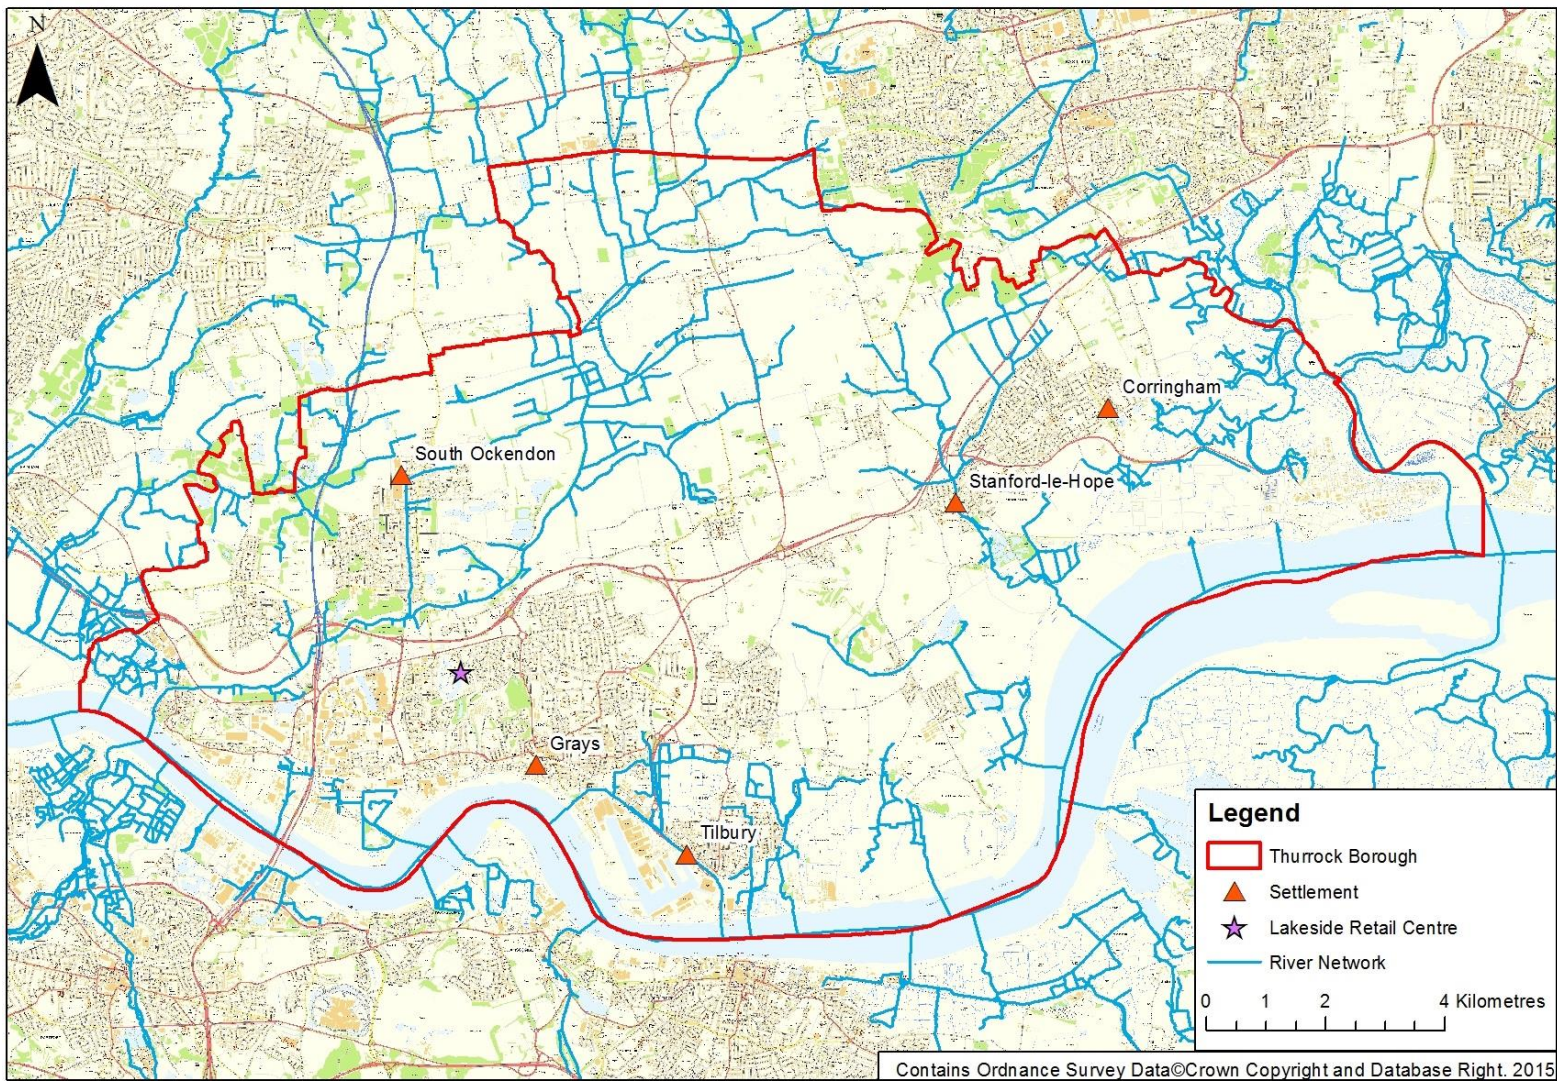 N
Corringham
South Ockendon
Stanford-le-Hope
Grays
Tilbury
Legend
Thurrock Borough
Settlement
Lakeside Retail Centre
River Network
0 1 2 4 Kilometres
Contains Ordnance Survey Data©Crown Copyright and Database Right. 2015